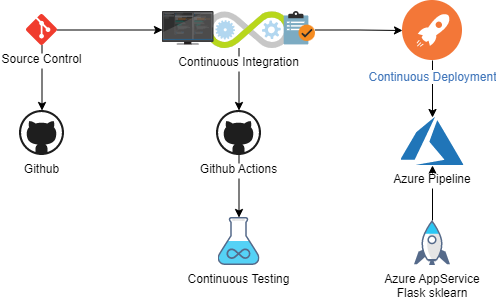 Source Control
Continuous Integration
Continuous Deployment
Github
Github Actions
Azure Pipeline
Continuous Testing
Azure AppService
Flask sklearn